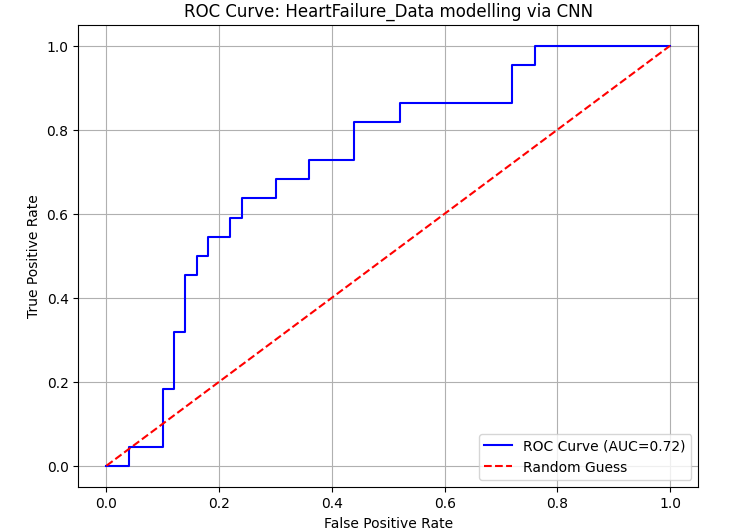 ROC Curve: HeartFailure_Data modelling via CNN
1.0
0.8
0.6
0.4
0.2
0.0
True Positive Rate
0.0 0.2 0.4 0.6 0.8 1.0
False Positive Rate
ROC Curve (AUC=0.72)
Random Guess